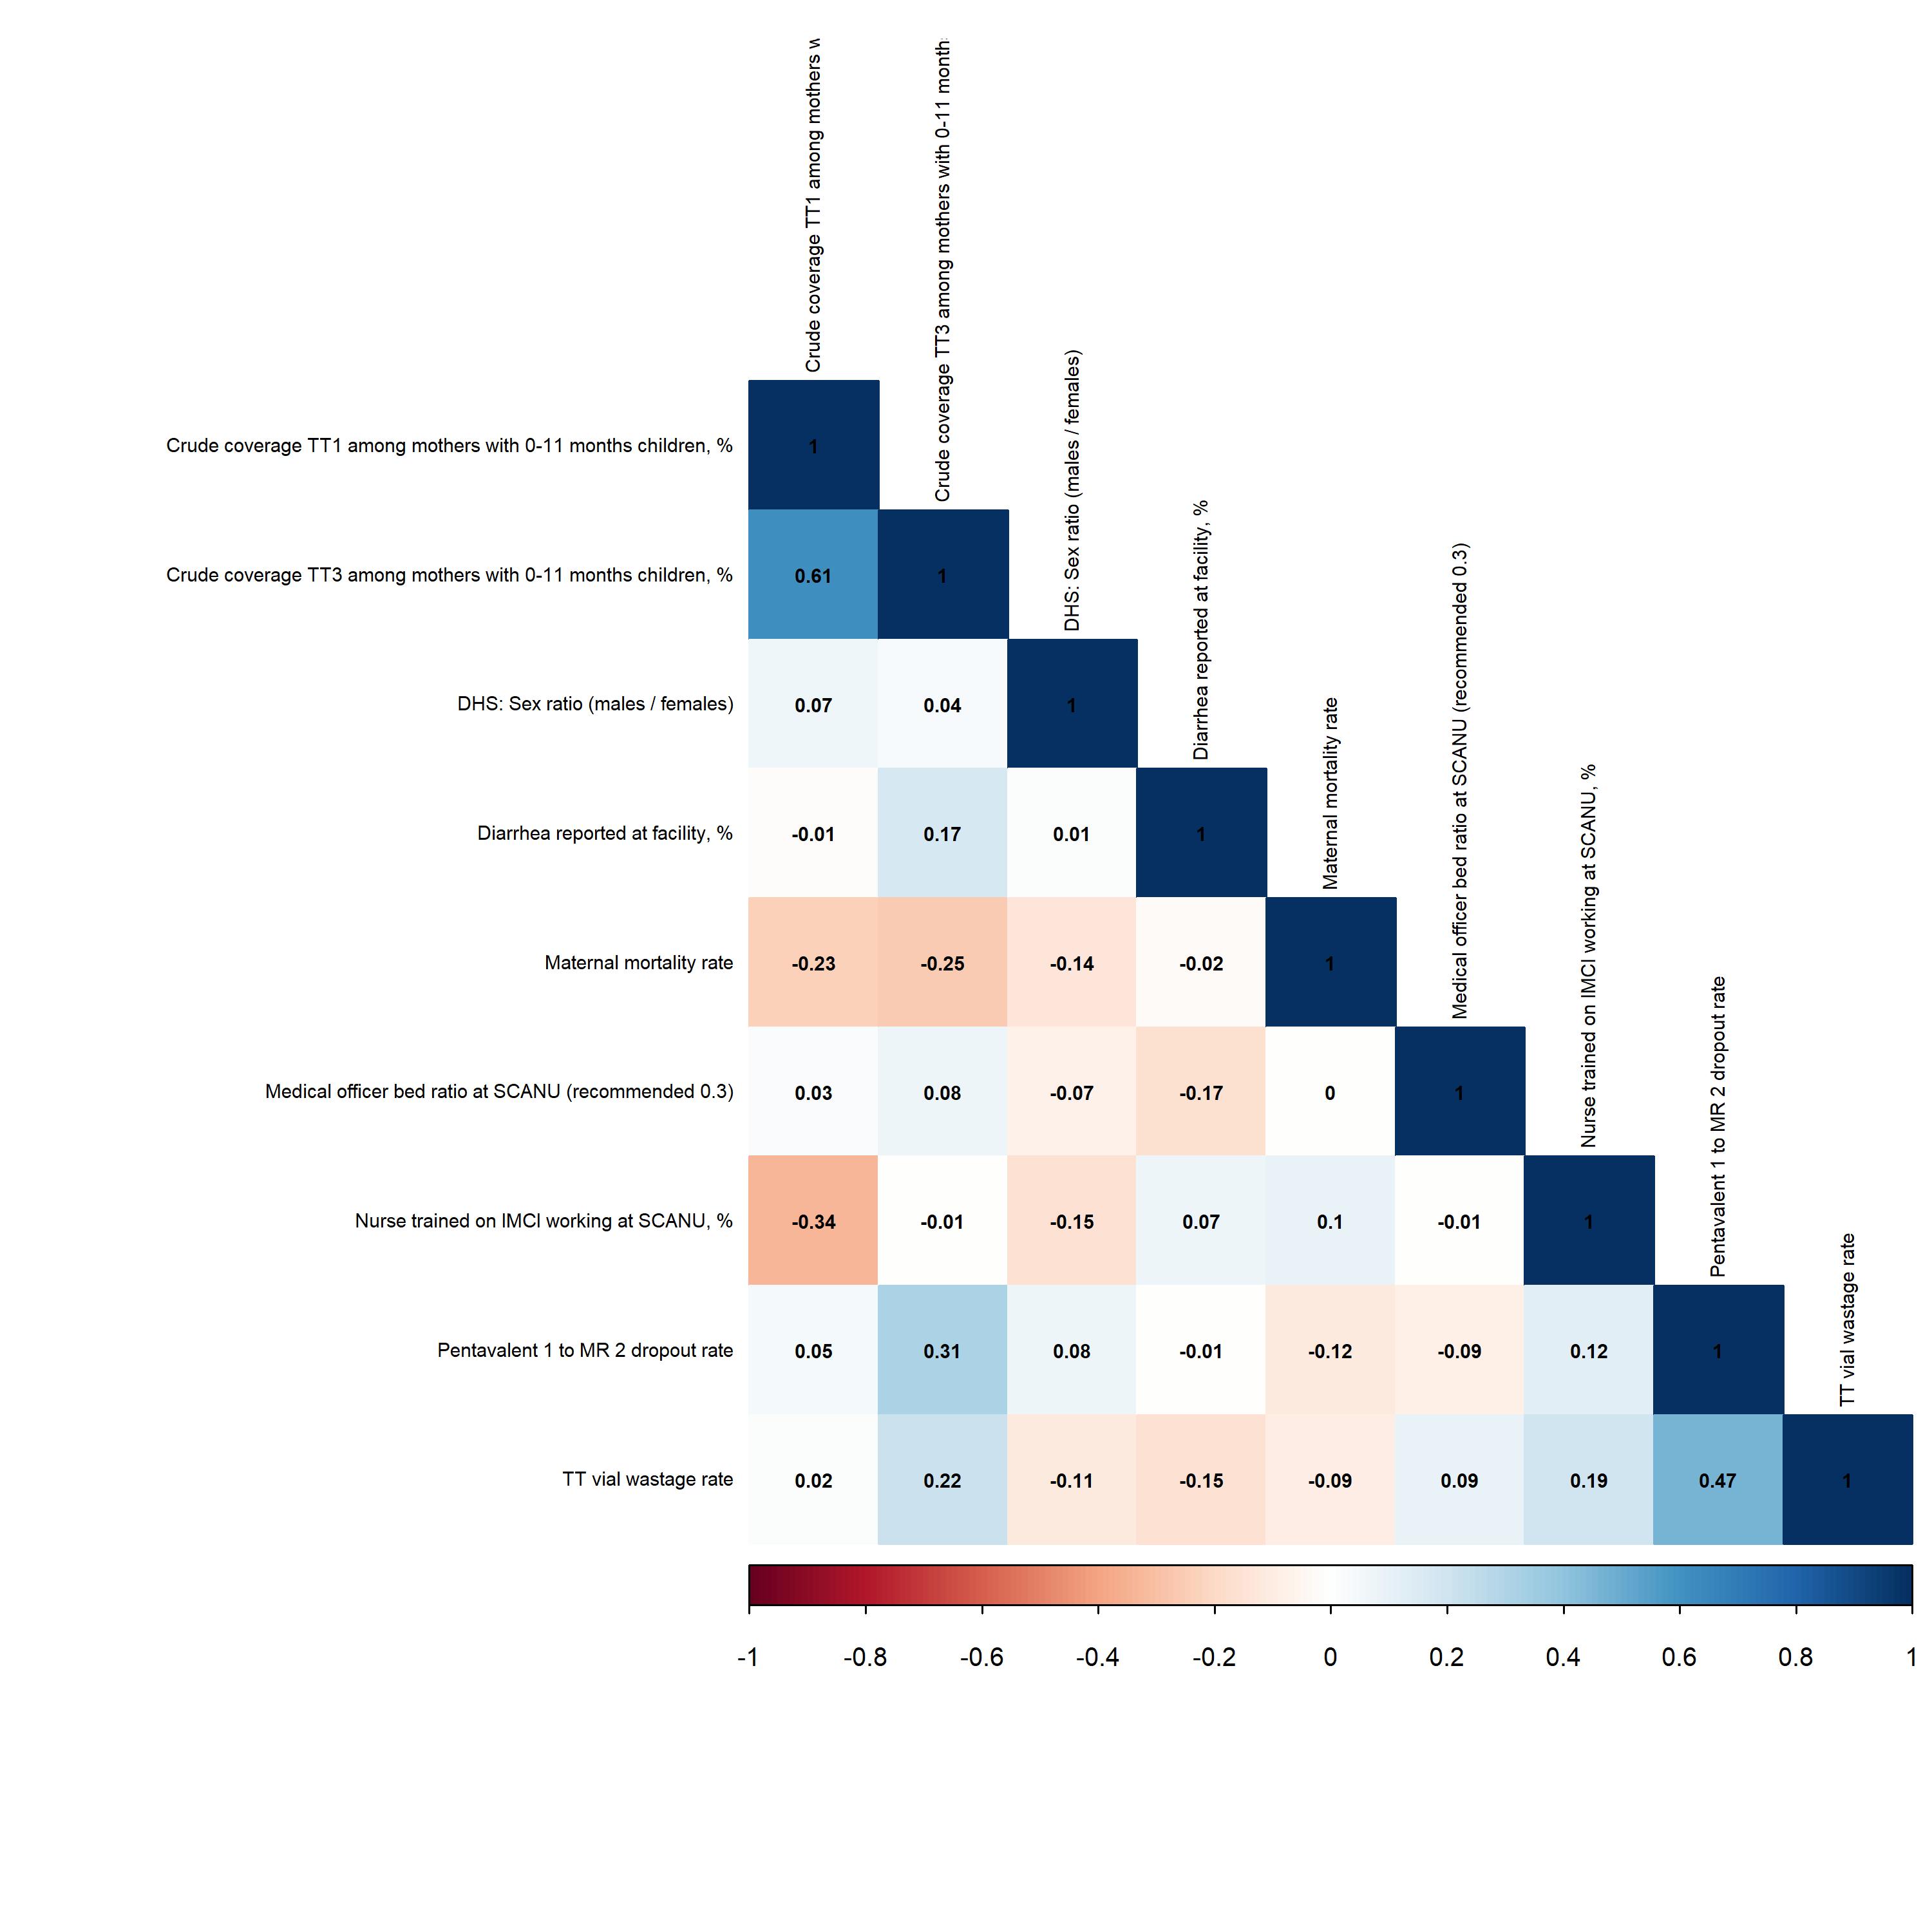 Crude coverage TT1 among mothers w
Crude coverage TT3 among mothers with 0-11 month
DHS: Sex ratio (males / females)
Diarrhea reported at facility, %
Maternal mortality rate
Medical officer bed ratio at SCANU (recommended 0.3)
Nurse trained on IMCI working at SCANU, %
Pentavalent 1 to MR 2 dropout rate
TT vial wastage rate
Crude coverage TT1 among mothers with 0-11 months children, % 1
Crude coverage TT3 among mothers with 0-11 months children, % 0.61 1
DHS: Sex ratio (males / females) 0.07 0.04 1
Diarrhea reported at facility, % -0.01 0.17 0.01 1
Maternal mortality rate -0.23 -0.25 -0.14 -0.02 1
Medical officer bed ratio at SCANU (recommended 0.3) 0.03 0.08 -0.07 -0.17 0 1
Nurse trained on IMCI working at SCANU, % -0.34 -0.01 -0.15 0.07 0.1 -0.01 1
Pentavalent 1 to MR 2 dropout rate 0.05 0.31 0.08 -0.01 -0.12 -0.09 0.12 1
TT vial wastage rate 0.02 0.22 -0.11 -0.15 -0.09 0.09 0.19 0.47 1
-1 -0.8 -0.6 -0.4 -0.2 0 0.2 0.4 0.6 0.8 1